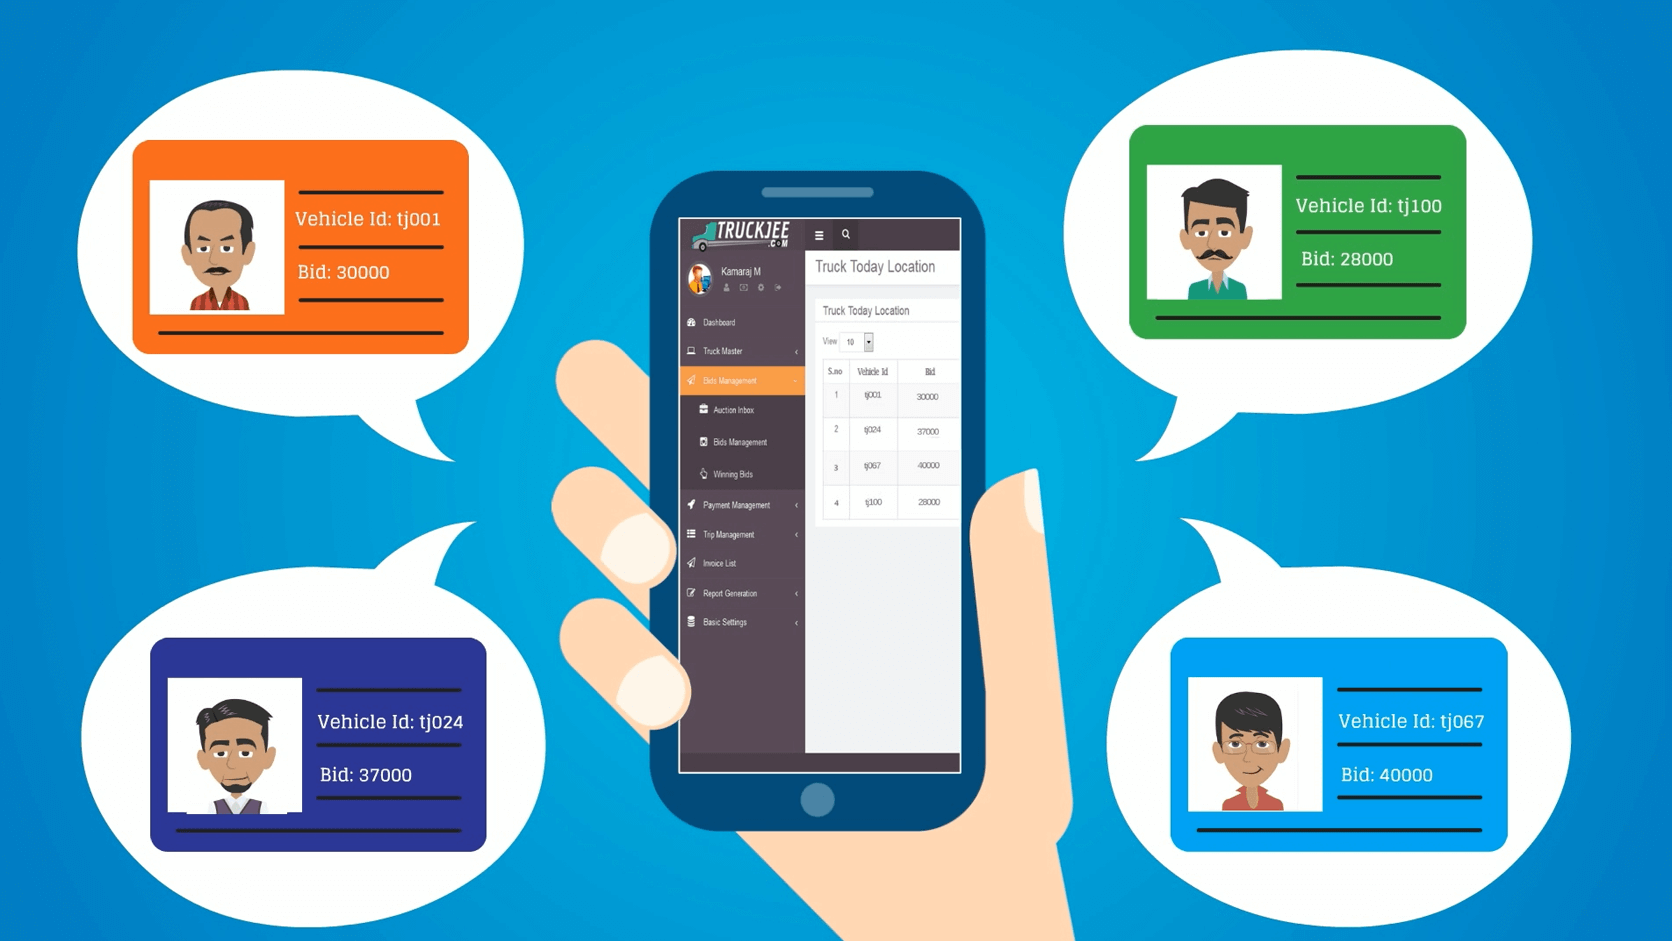 Vehicle Id: tj001
Bid: 30000
Vehicle Id: tj100
Bid: 28000
TRUCKJEE
.COM
Kamaraj M
Dashboard
Truck Master
Bids Management
Auction Inbox
Bids Management
Winning Bids
Payment Management
Trip Management
Invoice List
Report Generation
Basic Settings
Truck Today Location
Truck Today Location
View 10
S.no Vehicle Id Bid
1 tj001 30000
2 tj024 37000
3 tj067 40000
4 tj100 28000
Vehicle Id: tj024
Bid: 37000
Vehicle Id: tj067
Bid: 40000